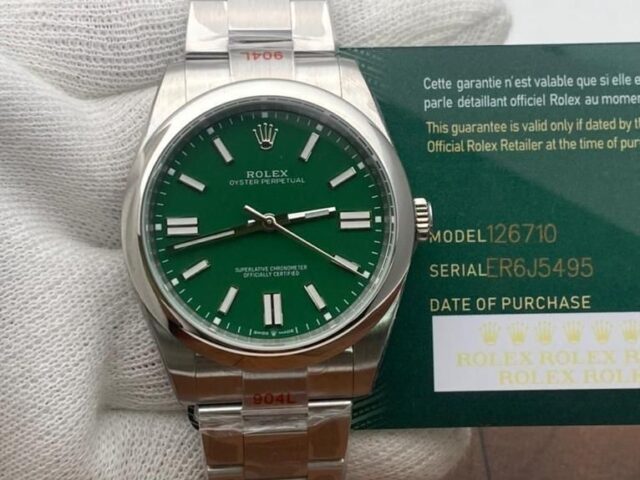 904L
ROLEX
OYSTER PERPETUAL
SUPERLATIVE CHRONOMETER
OFFICIALLY CERTIFIED
SWISS MADE
904L
Cette garantie n'est valable que si elle e
parle détaillant officiel Rolex au momen
This guarantee is valid only if dated by th
Official Rolex Retailer at the time of pur
MODEL 126710
SERIAL ER6J5495
DATE OF PURCHASE
ROLEX ROLEX R
ROLEX ROL